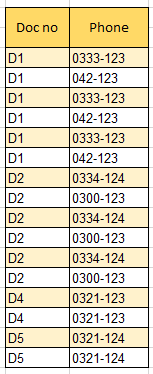 Doc no Phone
D1 0333-123
D1 042-123
D1 0333-123
D1 042-123
D1 0333-123
D1 042-123
D2 0334-124
D2 0300-123
D2 0334-124
D2 0300-123
D2 0334-124
D2 0300-123
D4 0321-123
D4 0321-123
D5 0321-124
D5 0321-124